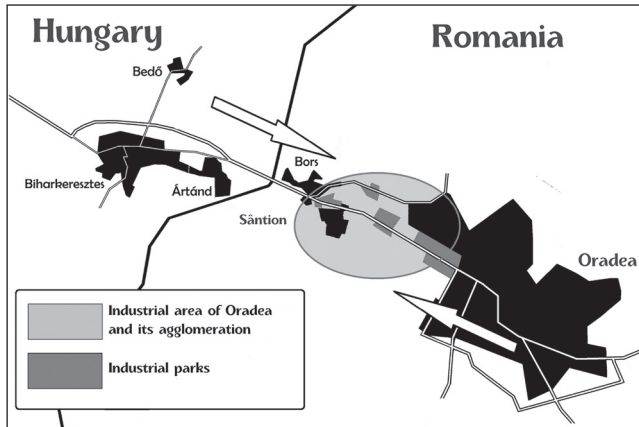 Hungary
Romania
Bedő
Bors
Biharkeresztes
Ártánd
Sântion
Oradea
Industrial area of Oradea
and its agglomeration
Industrial parks